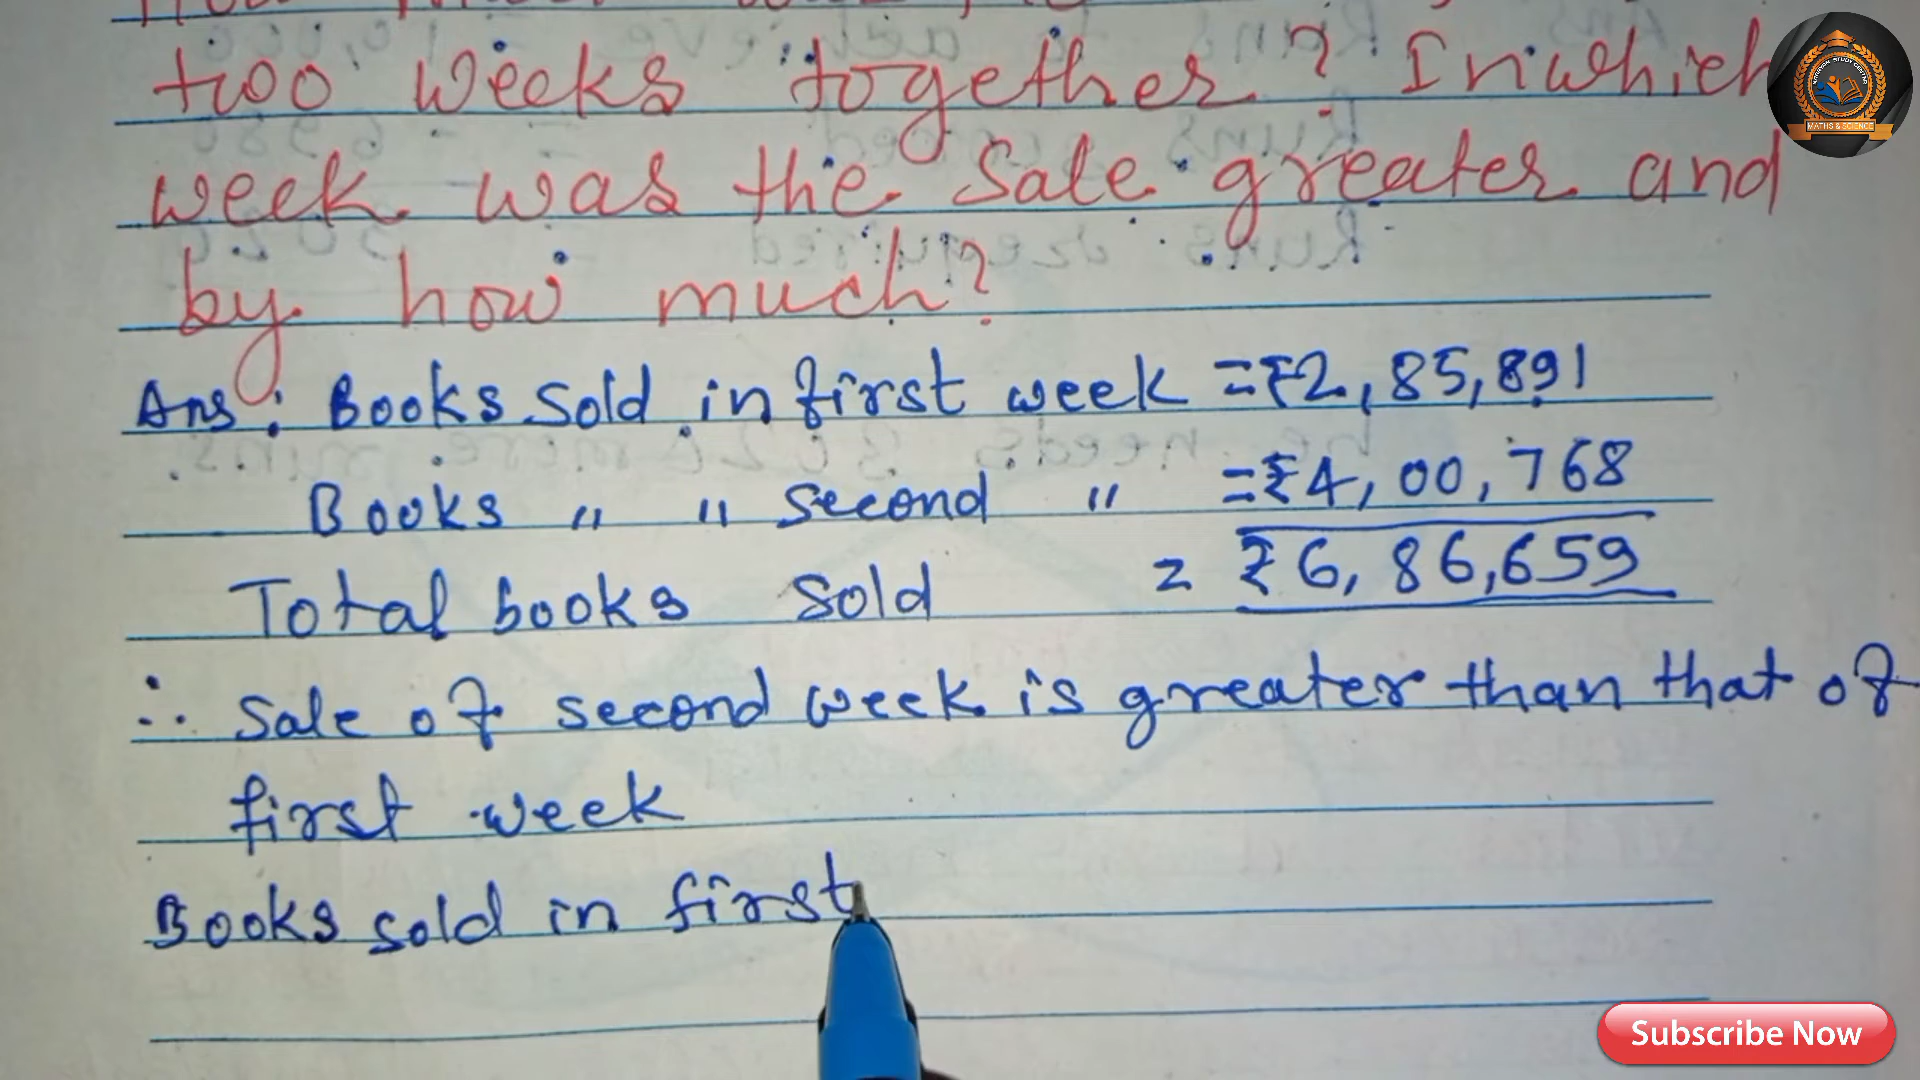 two weeks together? In which
week was the sale greater and
by how much?
Ans: Books sold in first week = ₹2,85,891
Books " " second " = ₹4,00,768
Total books sold = ₹6,86,659
∴ Sale of second week is greater than that of
first week
Books sold in first
MATHS & SCIENCE
Subscribe Now